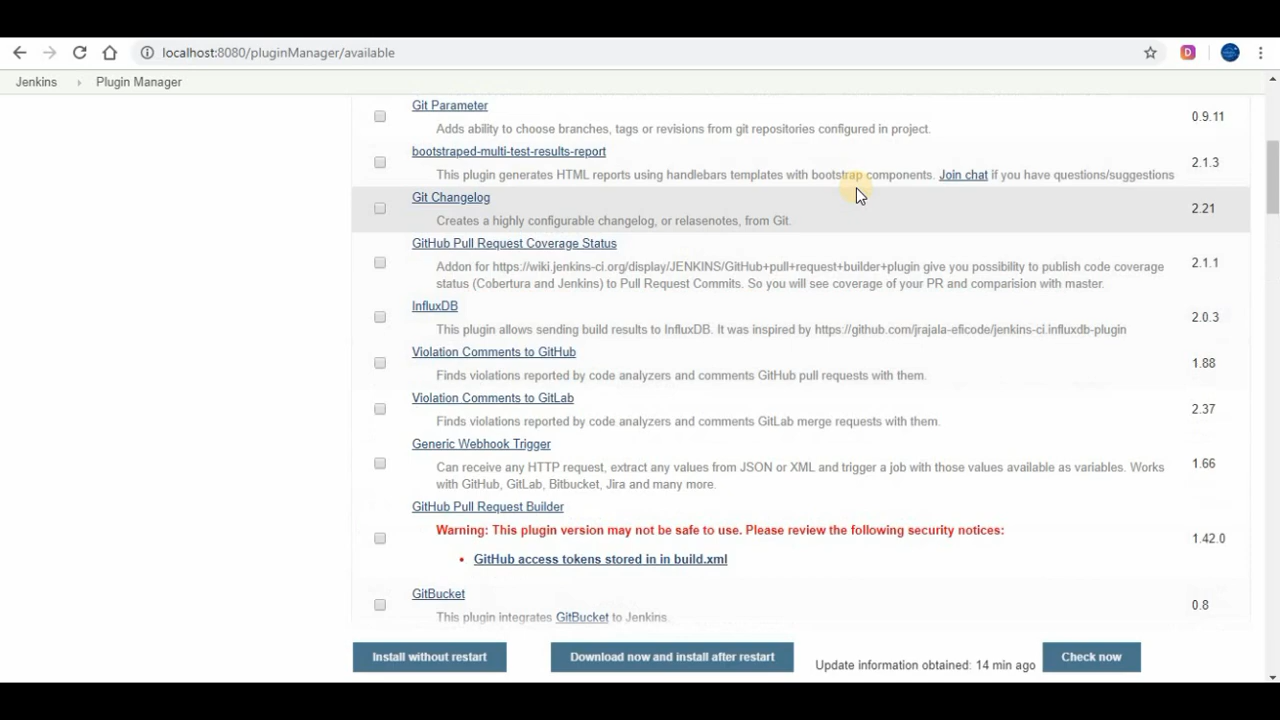 localhost:8080/pluginManager/available
Jenkins
Plugin Manager
Git Parameter
Adds ability to choose branches, tags or revisions from git repositories configured in project.
0.9.11
bootstraped-multi-test-results-report
This plugin generates HTML reports using handlebars templates with bootstrap components. Join chat if you have questions/suggestions
2.1.3
Git Changelog
Creates a highly configurable changelog, or relasenotes, from Git.
2.21
GitHub Pull Request Coverage Status
Addon for https://wiki.jenkins-ci.org/display/JENKINS/GitHub+pull+request+builder+plugin give you possibility to publish code coverage
status (Cobertura and Jenkins) to Pull Request Commits. So you will see coverage of your PR and comparision with master.
2.1.1
InfluxDB
This plugin allows sending build results to InfluxDB. It was inspired by https://github.com/jrajala-eficode/jenkins-ci.influxdb-plugin
2.0.3
Violation Comments to GitHub
Finds violations reported by code analyzers and comments GitHub pull requests with them.
1.88
Violation Comments to GitLab
Finds violations reported by code analyzers and comments GitLab merge requests with them.
2.37
Generic Webhook Trigger
Can receive any HTTP request, extract any values from JSON or XML and trigger a job with those values available as variables. Works
with GitHub, GitLab, Bitbucket, Jira and many more.
1.66
GitHub Pull Request Builder
Warning: This plugin version may not be safe to use. Please review the following security notices:
• GitHub access tokens stored in in build.xml
1.42.0
GitBucket
This plugin integrates GitBucket to Jenkins.
0.8
Install without restart
Download now and install after restart
Update information obtained: 14 min ago
Check now